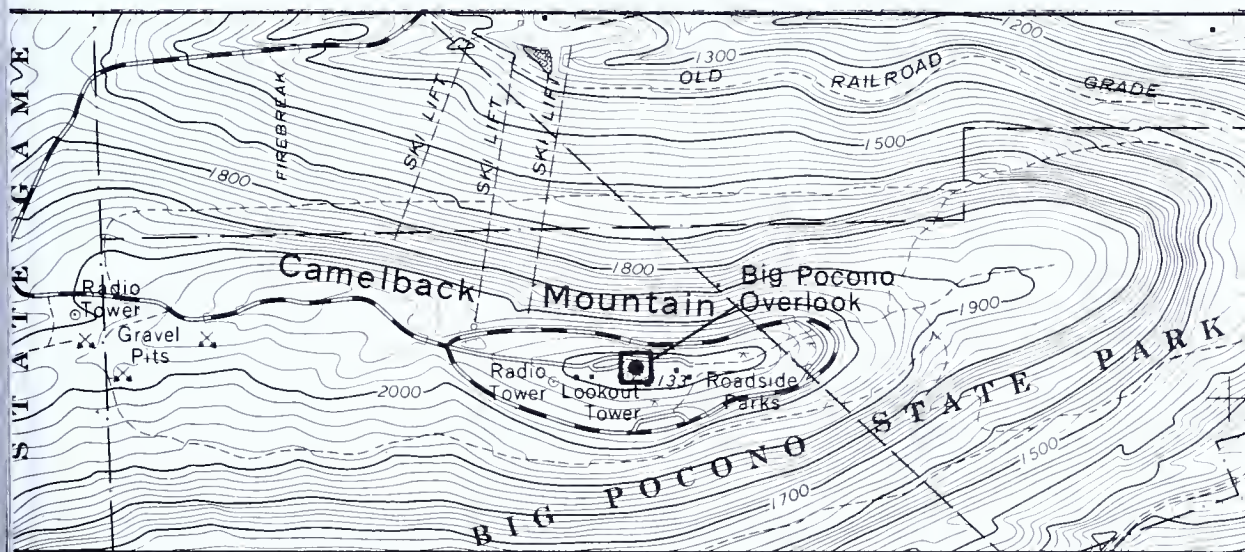 STATE GAME
1200
1300
OLD RAILROAD GRADE
FIREBREAK
SKI LIFT
SKI LIFT
SKI LIFT
1500
1800
Camelback Mountain
1800
Big Pocono
Overlook
1900
Radio
Tower
Gravel
Pits
Radio
Tower
Lookout
Tower
Roadside
Parks
2000
BIG POCONO STATE PARK
1500
1700